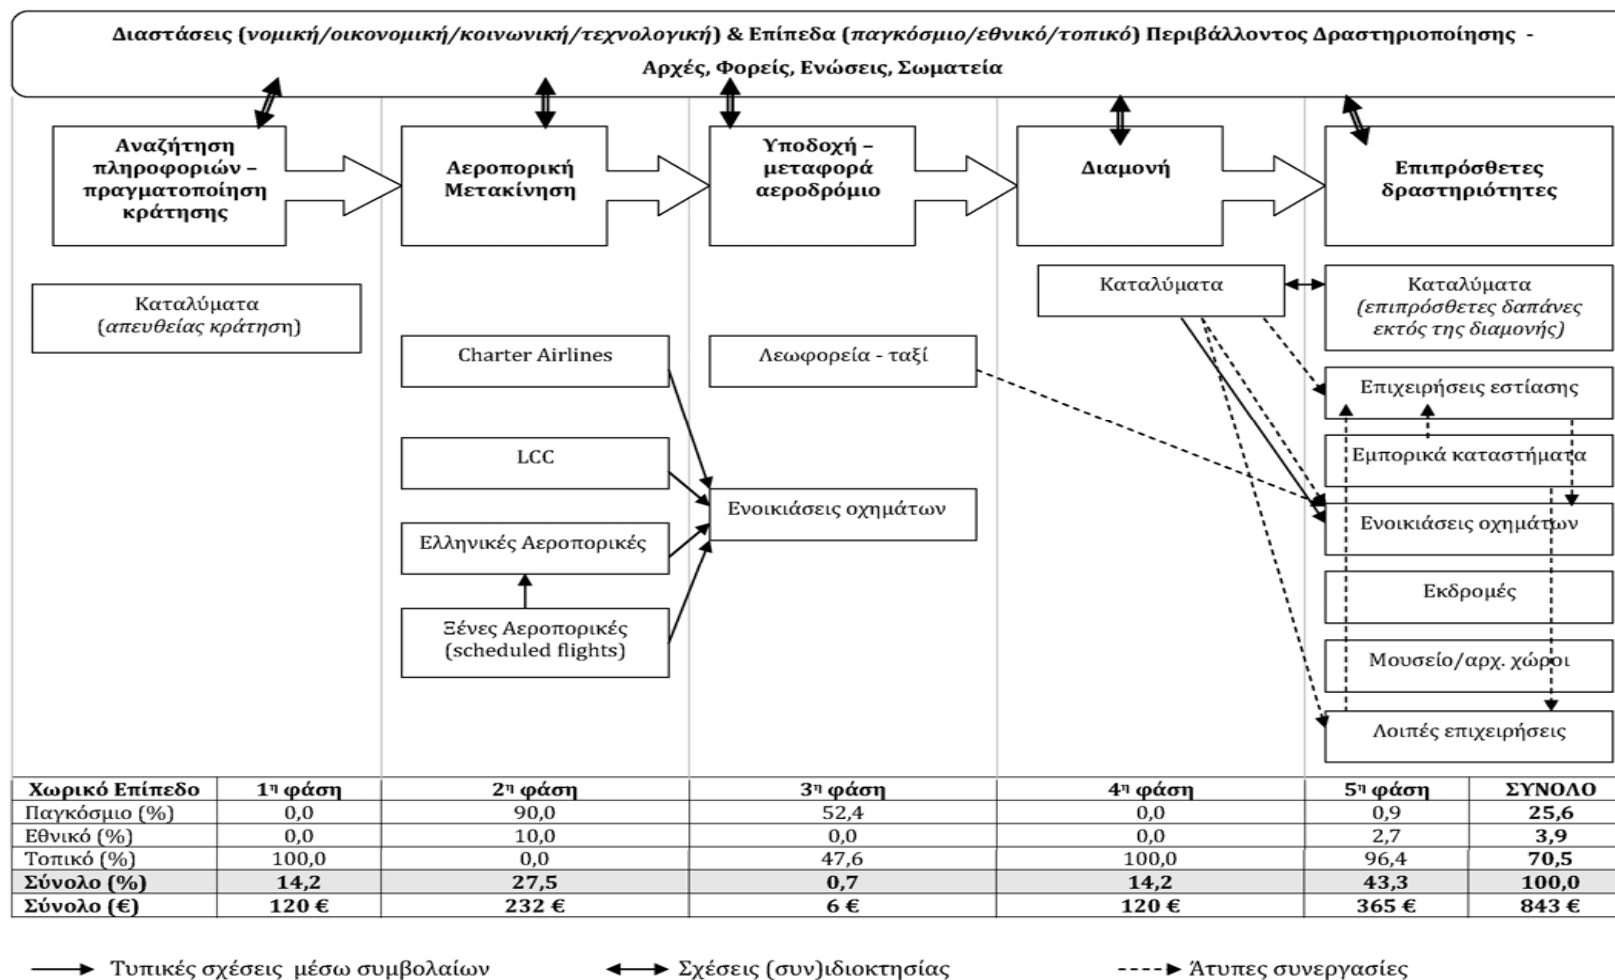 Διαστάσεις (νομική/οικονομική/κοινωνική/τεχνολογική) & Επίπεδα (παγκόσμιο/εθνικό/τοπικό) Περιβάλλοντος Δραστηριοποίησης -
Αρχές, Φορείς, Ενώσεις, Σωματεία
Αναζήτηση
πληροφοριών –
πραγματοποίηση
κράτησης
Αεροπορική
Μετακίνηση
Υποδοχή –
μεταφορά
αεροδρόμιο
Διαμονή
Επιπρόσθετες
δραστηριότητες
Καταλύματα
(απευθείας κράτηση)
Charter Airlines
LCC
Ελληνικές Αεροπορικές
Ξένες Αεροπορικές
(scheduled flights)
Λεωφορεία - ταξί
Ενοικιάσεις οχημάτων
Καταλύματα
Καταλύματα
(επιπρόσθετες δαπάνες
εκτός της διαμονής)
Επιχειρήσεις εστίασης
Εμπορικά καταστήματα
Ενοικιάσεις οχημάτων
Εκδρομές
Μουσείο/αρχ. χώροι
Λοιπές επιχειρήσεις
Χωρικό Επίπεδο 1η φάση 2η φάση 3η φάση 4η φάση 5η φάση ΣΥΝΟΛΟ
Παγκόσμιο (%) 0,0 90,0 52,4 0,0 0,9 25,6
Εθνικό (%) 0,0 10,0 0,0 0,0 2,7 3,9
Τοπικό (%) 100,0 0,0 47,6 100,0 96,4 70,5
Σύνολο (%) 14,2 27,5 0,7 14,2 43,3 100,0
Σύνολο (€) 120 € 232 € 6 € 120 € 365 € 843 €
Τυπικές σχέσεις μέσω συμβολαίων
Σχέσεις (συν)ιδιοκτησίας
Άτυπες συνεργασίες